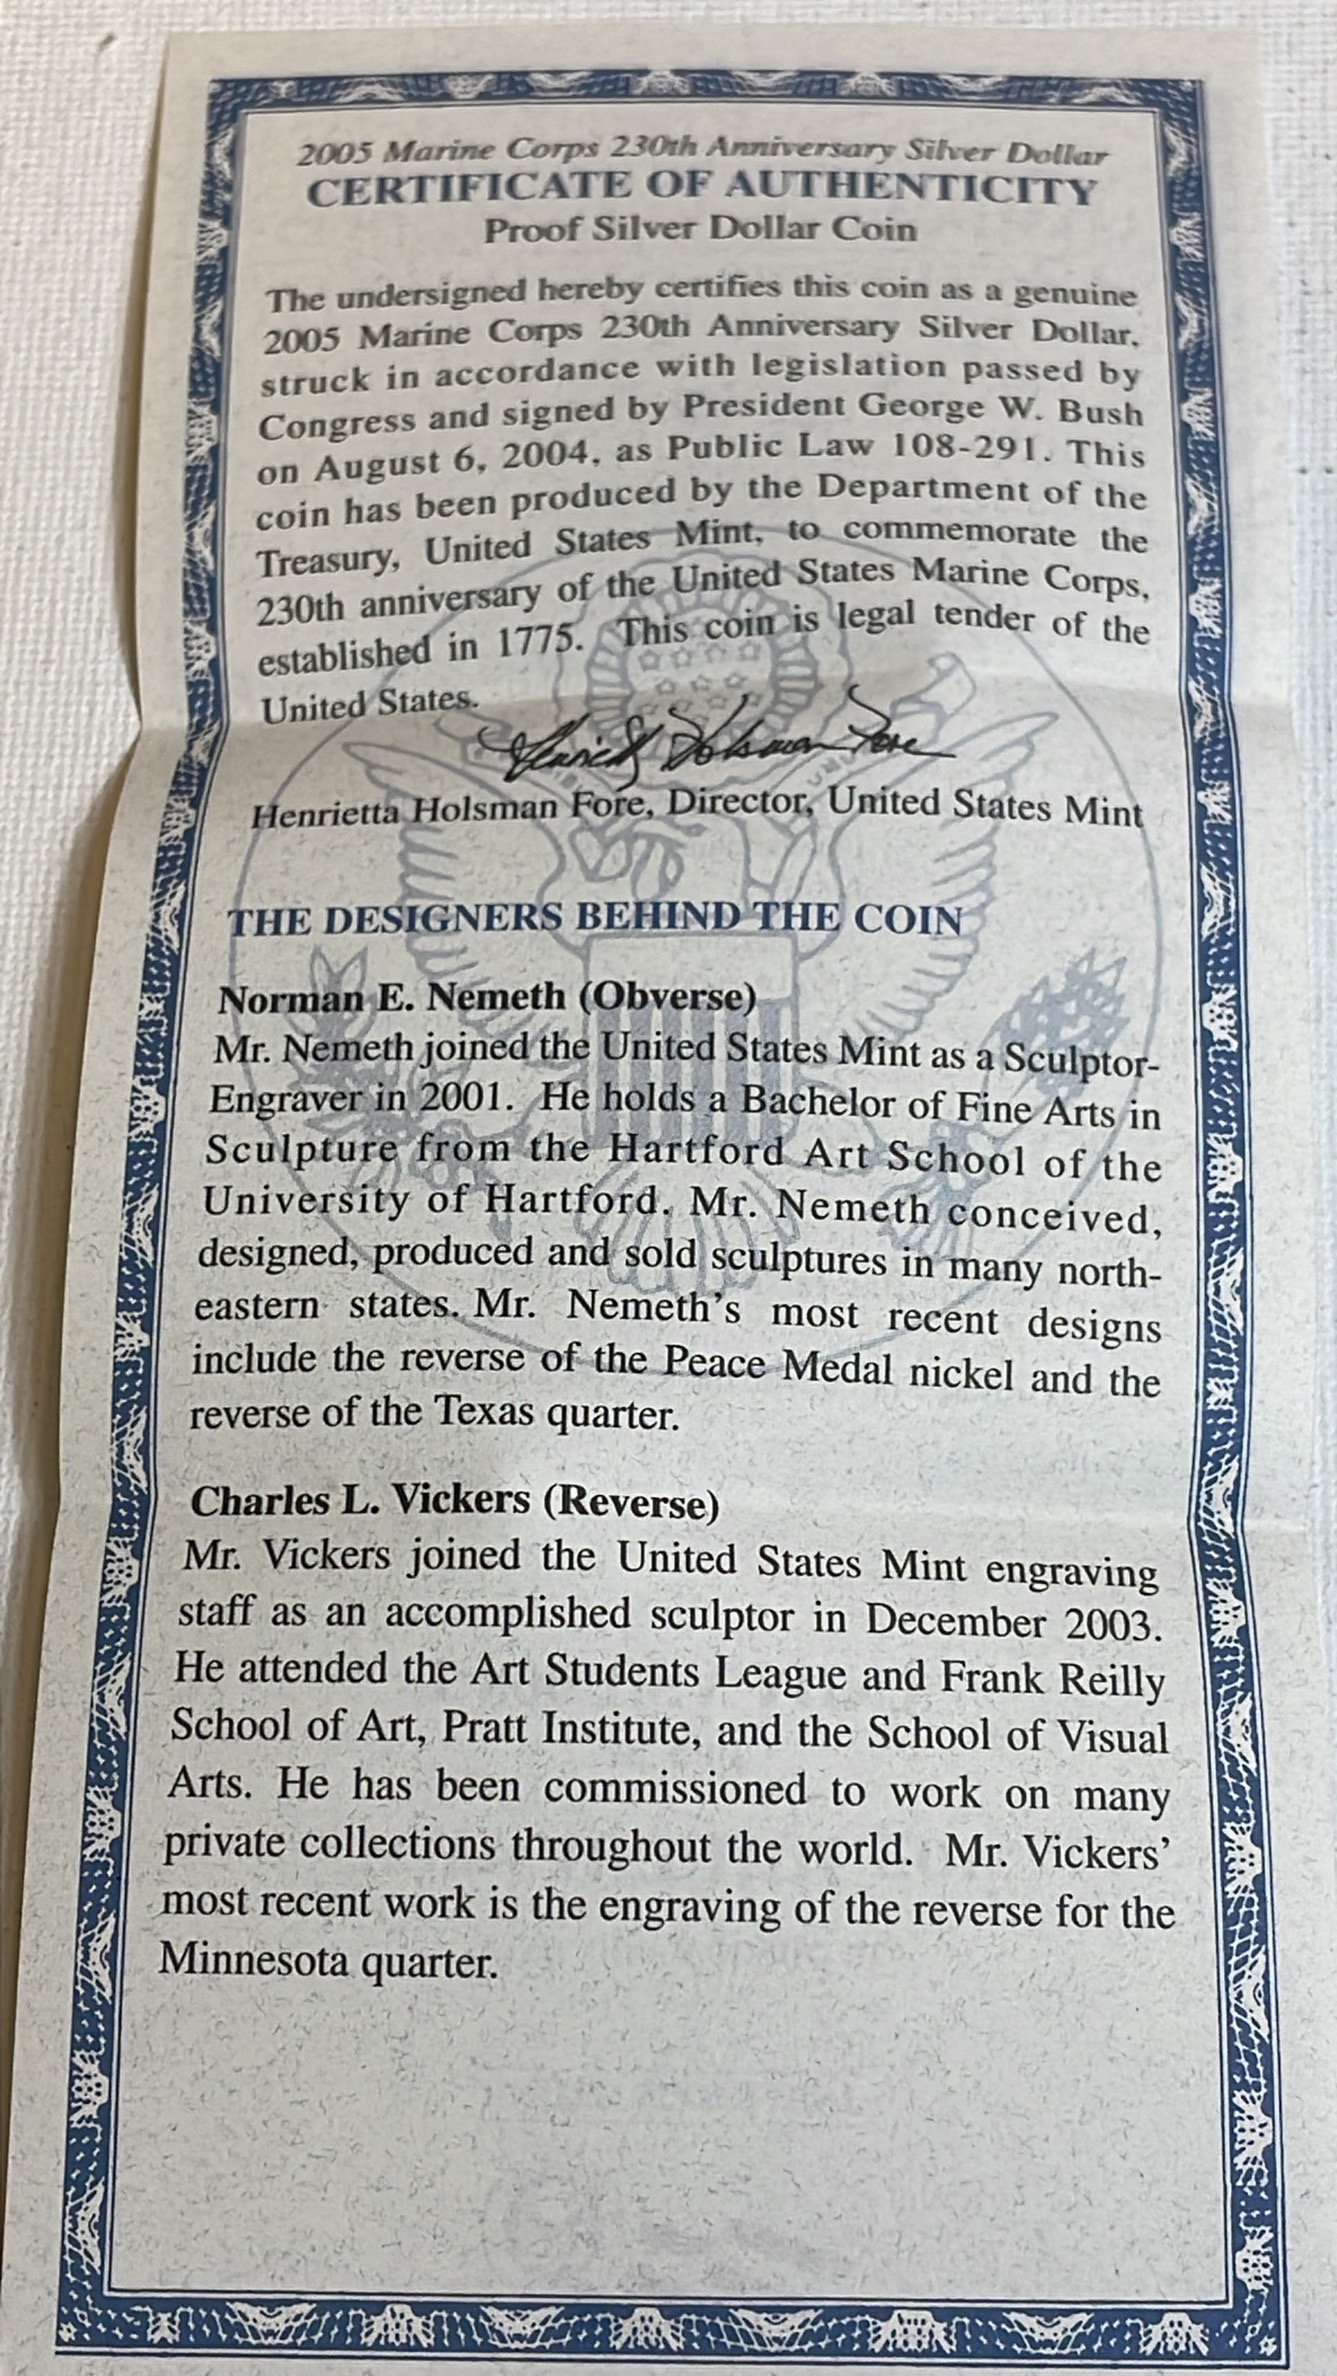 2005 Marine Corps 230th Anniversary Silver Dollar
CERTIFICATE OF AUTHENTICITY
Proof Silver Dollar Coin
The undersigned hereby certifies this coin as a genuine
2005 Marine Corps 230th Anniversary Silver Dollar,
struck in accordance with legislation passed by
Congress and signed by President George W. Bush
on August 6, 2004, as Public Law 108-291. This
coin has been produced by the Department of the
Treasury, United States Mint, to commemorate the
230th anniversary of the United States Marine Corps,
established in 1775. This coin is legal tender of the
United States.
Henrietta Holsman Fore
Henrietta Holsman Fore, Director, United States Mint
THE DESIGNERS BEHIND THE COIN
Norman E. Nemeth (Obverse)
Mr. Nemeth joined the United States Mint as a Sculptor-
Engraver in 2001. He holds a Bachelor of Fine Arts in
Sculpture from the Hartford Art School of the
University of Hartford. Mr. Nemeth conceived,
designed, produced and sold sculptures in many north-
eastern states. Mr. Nemeth's most recent designs
include the reverse of the Peace Medal nickel and the
reverse of the Texas quarter.
Charles L. Vickers (Reverse)
Mr. Vickers joined the United States Mint engraving
staff as an accomplished sculptor in December 2003.
He attended the Art Students League and Frank Reilly
School of Art, Pratt Institute, and the School of Visual
Arts. He has been commissioned to work on many
private collections throughout the world. Mr. Vickers'
most recent work is the engraving of the reverse for the
Minnesota quarter.